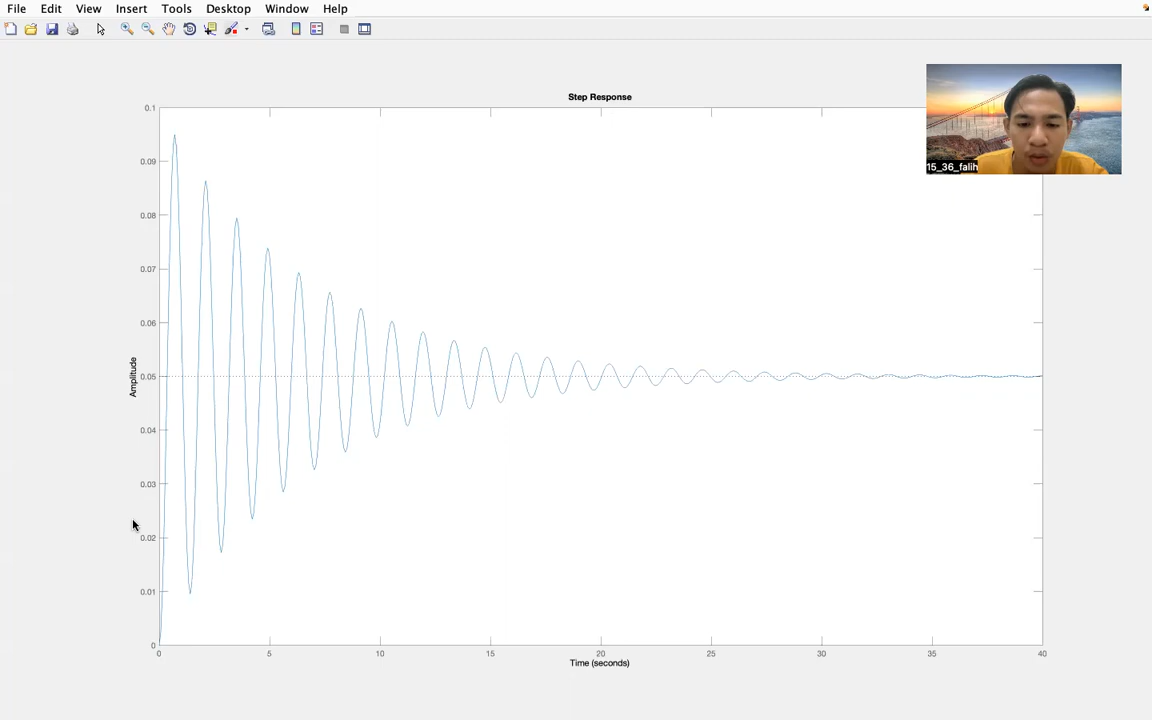 File Edit View Insert Tools Desktop Window Help
Step Response
15_36_falih
0.1
0.09
0.08
0.07
0.06
0.05
0.04
0.03
0.02
0.01
0
Amplitude
0 5 10 15 20 25 30 35 40
Time (seconds)